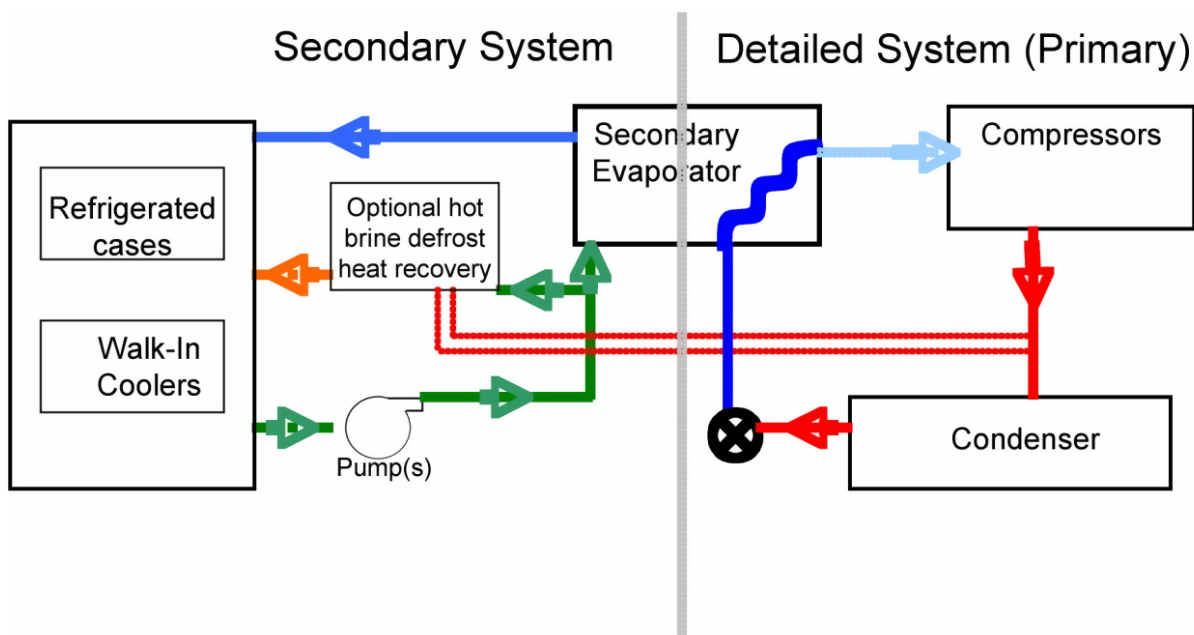 Secondary System
Detailed System (Primary)
Secondary
Evaporator
Compressors
Refrigerated
cases
Optional hot
brine defrost
heat recovery
Walk-In
Coolers
Pump(s)
Condenser